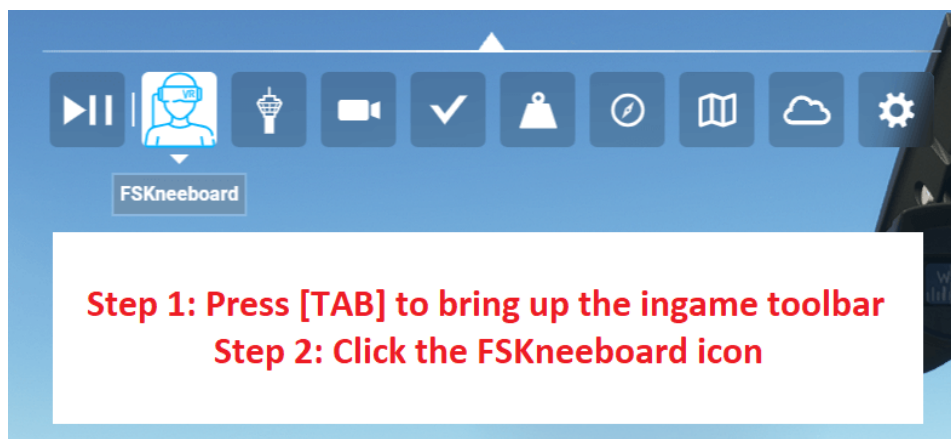 VR
FSKneeboard
Step 1: Press [TAB] to bring up the ingame toolbar
Step 2: Click the FSKneeboard icon